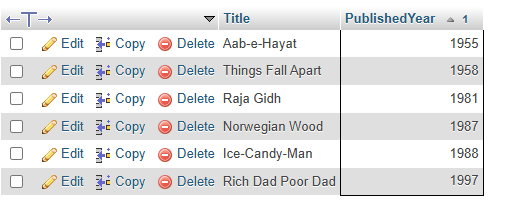 Title PublishedYear 1
Edit Copy Delete Aab-e-Hayat 1955
Edit Copy Delete Things Fall Apart 1958
Edit Copy Delete Raja Gidh 1981
Edit Copy Delete Norwegian Wood 1987
Edit Copy Delete Ice-Candy-Man 1988
Edit Copy Delete Rich Dad Poor Dad 1997